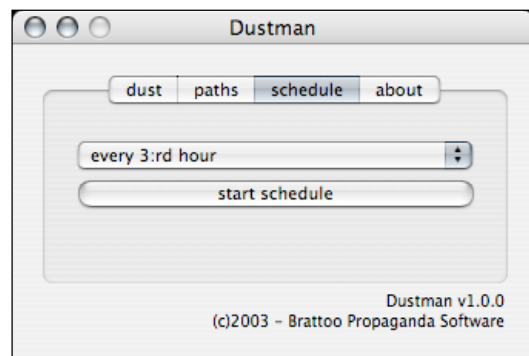 Dustman
dust paths schedule about
every 3:rd hour
start schedule
Dustman v1.0.0
(c)2003 – Brattoo Propaganda Software